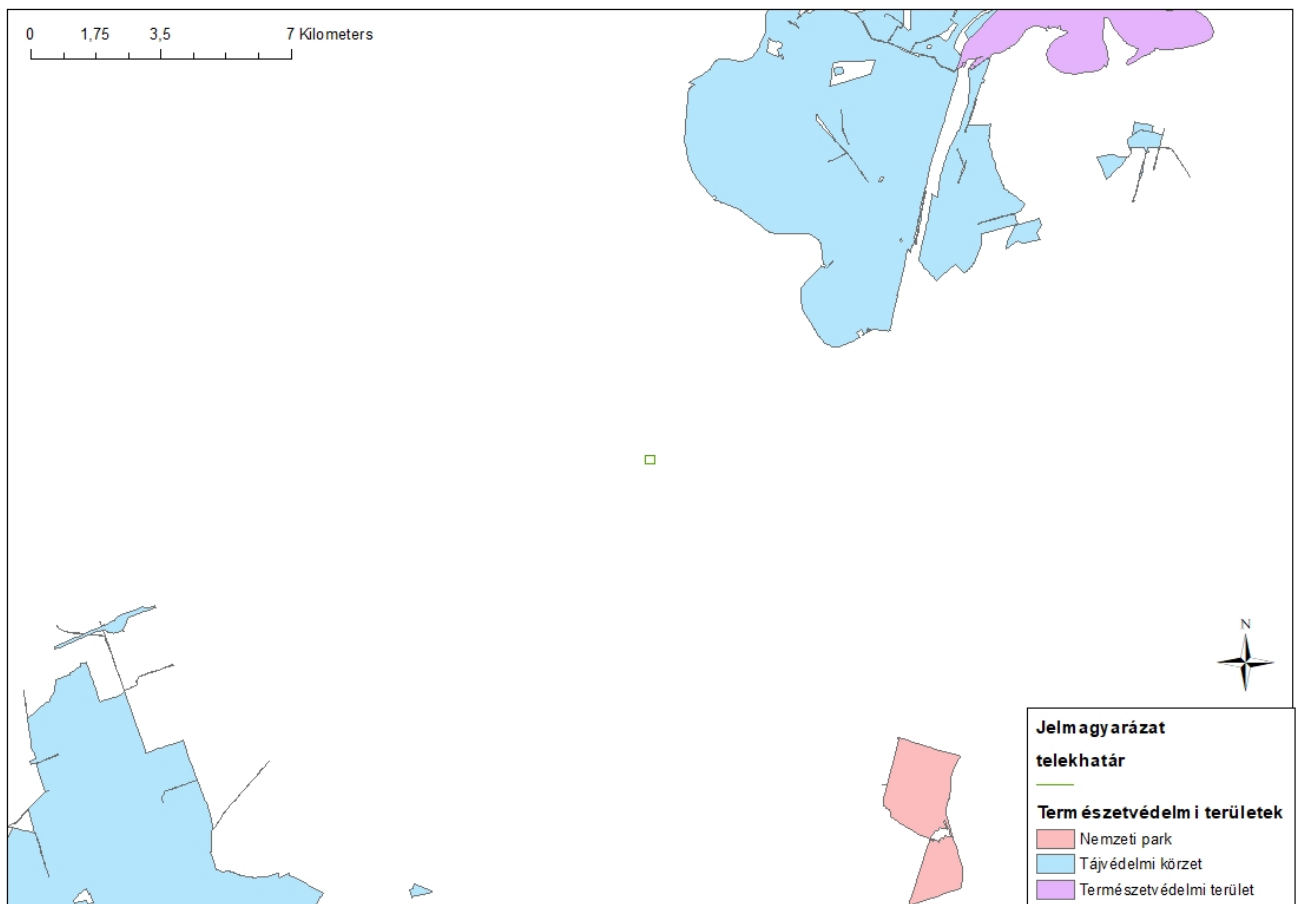 0 1,75 3,5 7 Kilometers
N
Jelmagyarázat
telekhatár
Természetvédelmi területek
Nemzeti park
Tájvédelmi körzet
Természetvédelmi terület